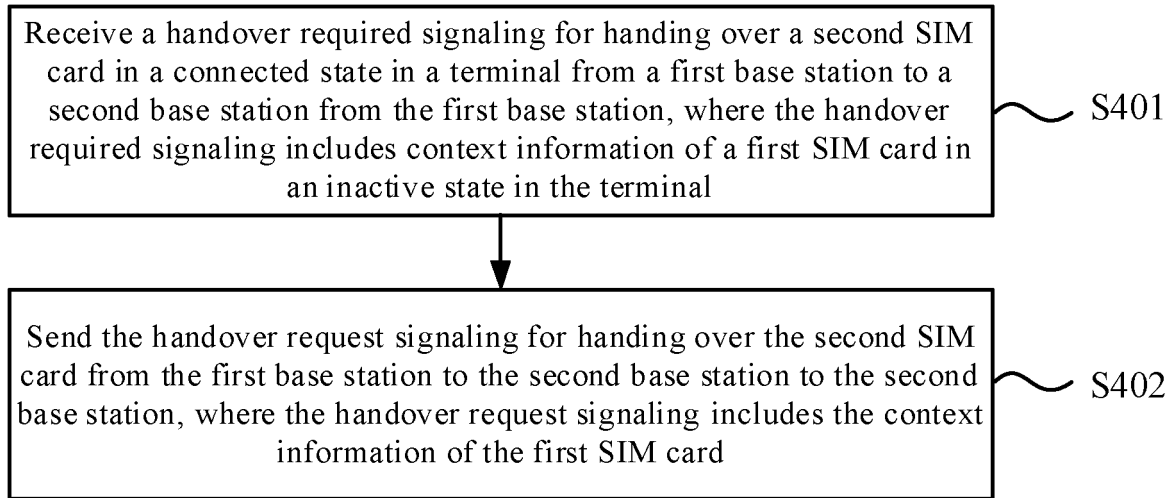 Receive a handover required signaling for handing over a second SIM
card in a connected state in a terminal from a first base station to a
second base station from the first base station, where the handover
required signaling includes context information of a first SIM card in
an inactive state in the terminal
S401
Send the handover request signaling for handing over the second SIM
card from the first base station to the second base station to the second
base station, where the handover request signaling includes the context
information of the first SIM card
S402